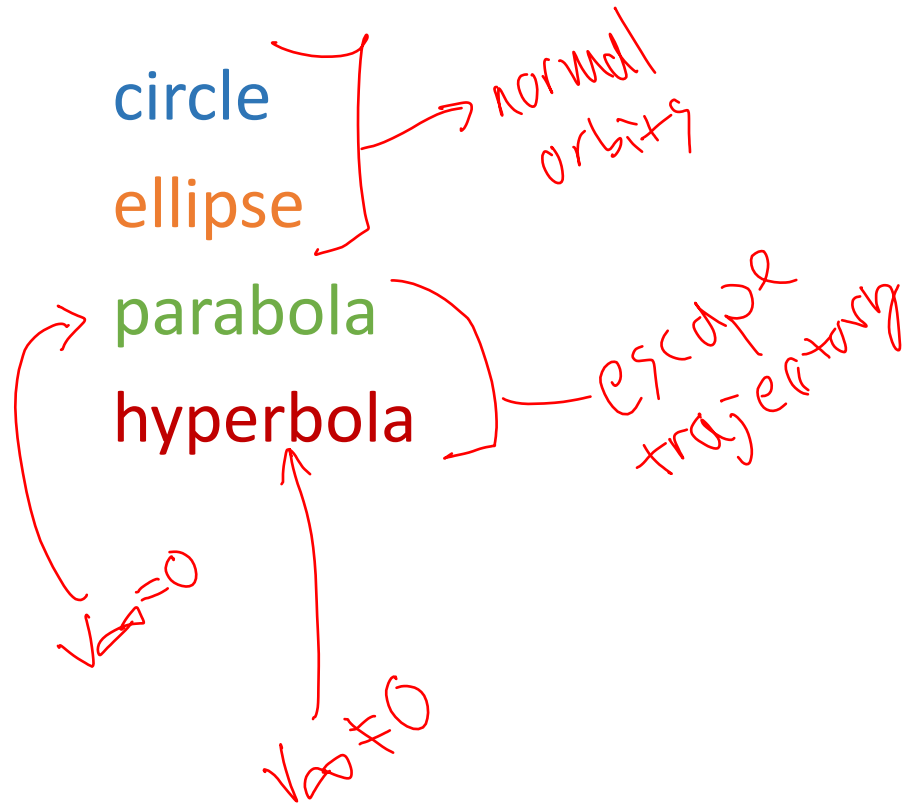 circle
ellipse
parabola
hyperbola
normal
orbits
escape
trajectory
V∞=0
V∞≠0